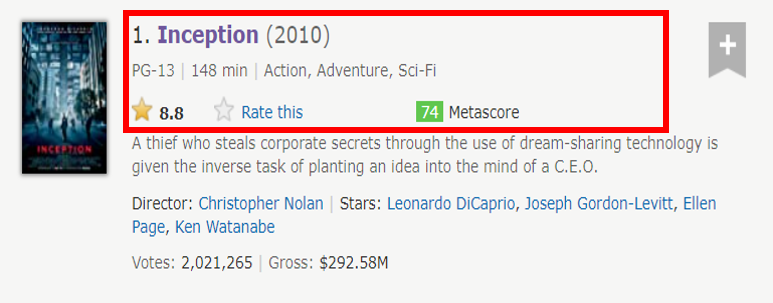 1. Inception (2010)
PG-13 | 148 min | Action, Adventure, Sci-Fi
8.8 Rate this 74 Metascore
A thief who steals corporate secrets through the use of dream-sharing technology is
given the inverse task of planting an idea into the mind of a C.E.O.
Director: Christopher Nolan | Stars: Leonardo DiCaprio, Joseph Gordon-Levitt, Ellen
Page, Ken Watanabe
Votes: 2,021,265 | Gross: $292.58M
INCEPTION